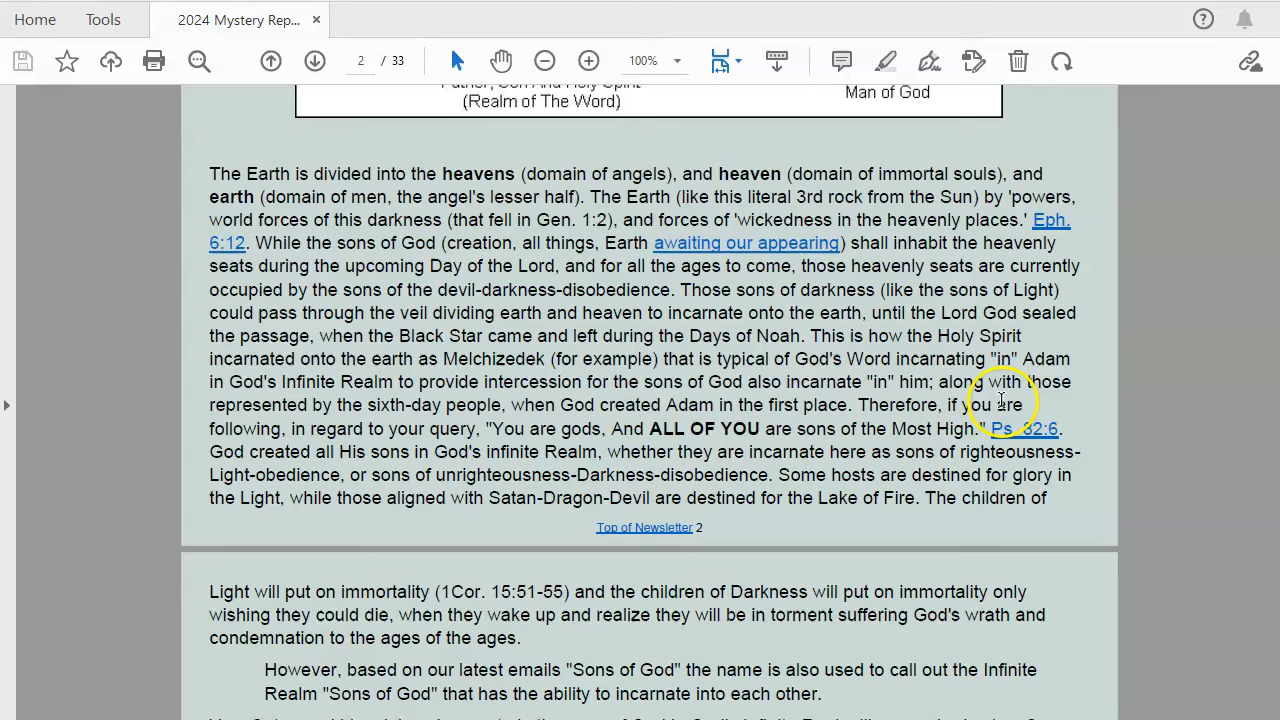 Home Tools 2024 Mystery Rep... ×
2 / 33 100%
Father, Son And Holy Spirit
(Realm of The Word) Man of God
The Earth is divided into the heavens (domain of angels), and heaven (domain of immortal souls), and
earth (domain of men, the angel's lesser half). The Earth (like this literal 3rd rock from the Sun) by 'powers,
world forces of this darkness (that fell in Gen. 1:2), and forces of 'wickedness in the heavenly places.' Eph.
6:12. While the sons of God (creation, all things, Earth awaiting our appearing) shall inhabit the heavenly
seats during the upcoming Day of the Lord, and for all the ages to come, those heavenly seats are currently
occupied by the sons of the devil-darkness-disobedience. Those sons of darkness (like the sons of Light)
could pass through the veil dividing earth and heaven to incarnate onto the earth, until the Lord God sealed
the passage, when the Black Star came and left during the Days of Noah. This is how the Holy Spirit
incarnated onto the earth as Melchizedek (for example) that is typical of God's Word incarnating "in" Adam
in God's Infinite Realm to provide intercession for the sons of God also incarnate "in" him; along with those
represented by the sixth-day people, when God created Adam in the first place. Therefore, if you are
following, in regard to your query, "You are gods, And ALL OF YOU are sons of the Most High." Ps. 82:6.
God created all His sons in God's infinite Realm, whether they are incarnate here as sons of righteousness-
Light-obedience, or sons of unrighteousness-Darkness-disobedience. Some hosts are destined for glory in
the Light, while those aligned with Satan-Dragon-Devil are destined for the Lake of Fire. The children of
Top of Newsletter 2
Light will put on immortality (1Cor. 15:51-55) and the children of Darkness will put on immortality only
wishing they could die, when they wake up and realize they will be in torment suffering God's wrath and
condemnation to the ages of the ages.
However, based on our latest emails "Sons of God" the name is also used to call out the Infinite
Realm "Sons of God" that has the ability to incarnate into each other.